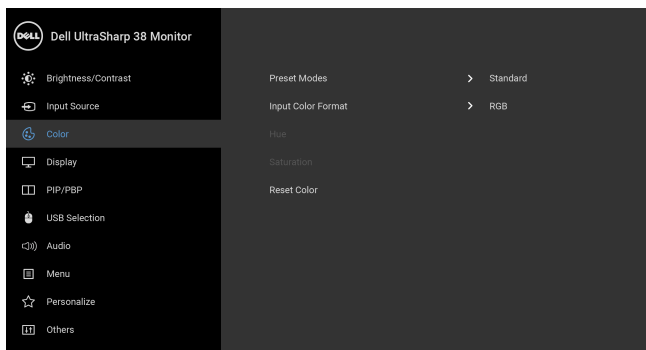 DELL Dell UltraSharp 38 Monitor
Brightness/Contrast Preset Modes > Standard
Input Source Input Color Format > RGB
Color Hue
Display Saturation
PIP/PBP Reset Color
USB Selection
Audio
Menu
Personalize
Others